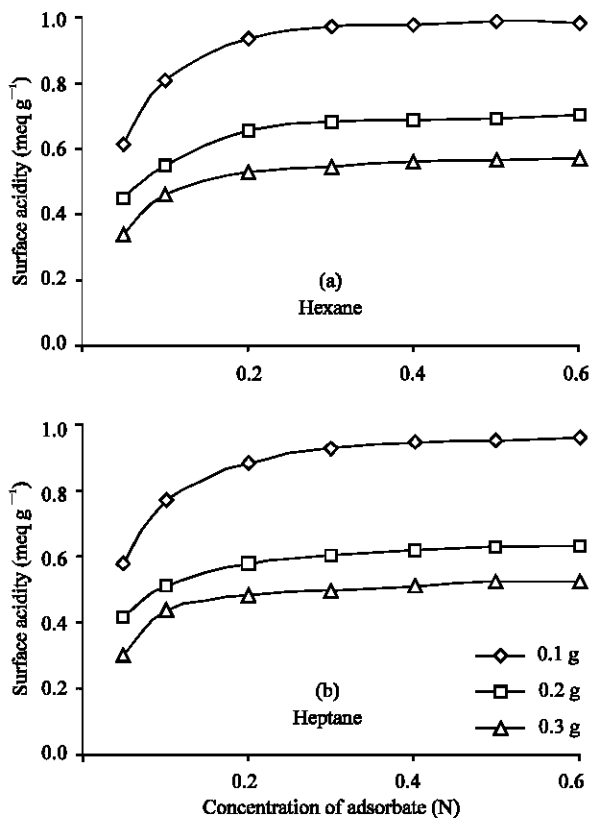 Surface acidity (meq g⁻¹)
1.0
0.8
0.6
0.4
0.2
0.0
(a)
Hexane
0.2
0.4
0.6
Surface acidity (meq g⁻¹)
1.0
0.8
0.6
0.4
0.2
0.0
(b)
Heptane
0.1 g
0.2 g
0.3 g
0.2
0.4
0.6
Concentration of adsorbate (N)